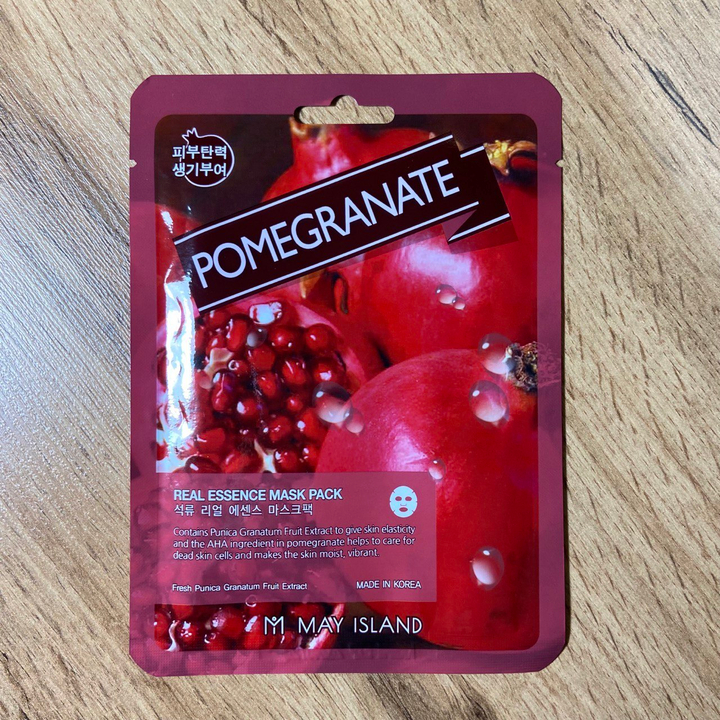 피부탄력
생기부여
POMEGRANATE
REAL ESSENCE MASK PACK
석류 리얼 에센스 마스크팩
Contains Punica Granatum Fruit Extract to give skin elasticity
and the AHA ingredient in pomegranate helps to care for
dead skin cells and makes the skin moist, vibrant.
Fresh Punica Granatum Fruit Extract
MADE IN KOREA
MAY ISLAND